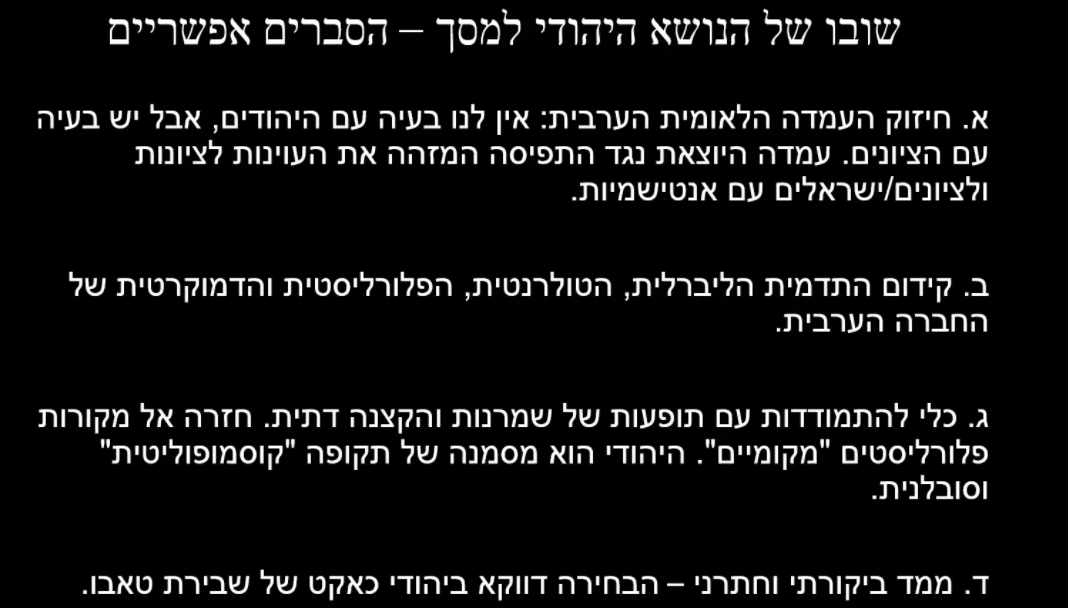 שובו של הנושא היהודי למסך – הסברים אפשריים
א. חיזוק העמדה הלאומית הערבית: אין לנו בעיה עם היהודים, אבל יש בעיה
עם הציונים. עמדה היוצאת נגד התפיסה המזהה את העוינות לציונות
ולציונים/ישראלים עם אנטישמיות.
ב. קידום התדמית הליברלית, הטולרנטית, הפלורליסטית והדמוקרטית של
החברה הערבית.
ג. כלי להתמודדות עם תופעות של שמרנות והקצנה דתית. חזרה אל מקורות
פלורליסטים "מקומיים". היהודי הוא מסמנה של תקופה "קוסמופוליטית"
וסובלנית.
ד. ממד ביקורתי וחתרני – הבחירה דווקא ביהודי כאקט של שבירת טאבו.